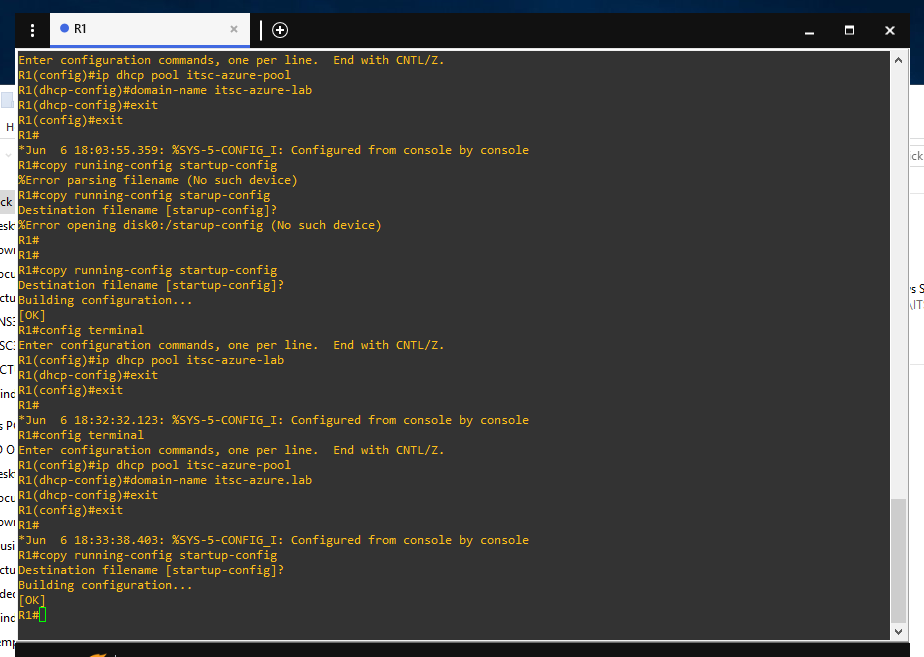 R1
Enter configuration commands, one per line.  End with CNTL/Z.
R1(config)#ip dhcp pool itsc-azure-pool
R1(dhcp-config)#domain-name itsc-azure-lab
R1(dhcp-config)#exit
R1(config)#exit
R1#
*Jun  6 18:03:55.359: %SYS-5-CONFIG_I: Configured from console by console
R1#copy runiing-config startup-config
%Error parsing filename (No such device)
R1#copy running-config starup-config
Destination filename [starup-config]?
%Error opening disk0:/starup-config (No such device)
R1#
R1#
R1#copy running-config startup-config
Destination filename [startup-config]?
Building configuration...
[OK]
R1#config terminal
Enter configuration commands, one per line.  End with CNTL/Z.
R1(config)#ip dhcp pool itsc-azure-lab
R1(dhcp-config)#exit
R1(config)#exit
R1#
*Jun  6 18:32:32.123: %SYS-5-CONFIG_I: Configured from console by console
R1#config terminal
Enter configuration commands, one per line.  End with CNTL/Z.
R1(config)#ip dhcp pool itsc-azure-pool
R1(dhcp-config)#domain-name itsc-azure.lab
R1(dhcp-config)#exit
R1(config)#exit
R1#
*Jun  6 18:33:38.403: %SYS-5-CONFIG_I: Configured from console by console
R1#copy running-config startup-config
Destination filename [startup-config]?
Building configuration...
[OK]
R1#